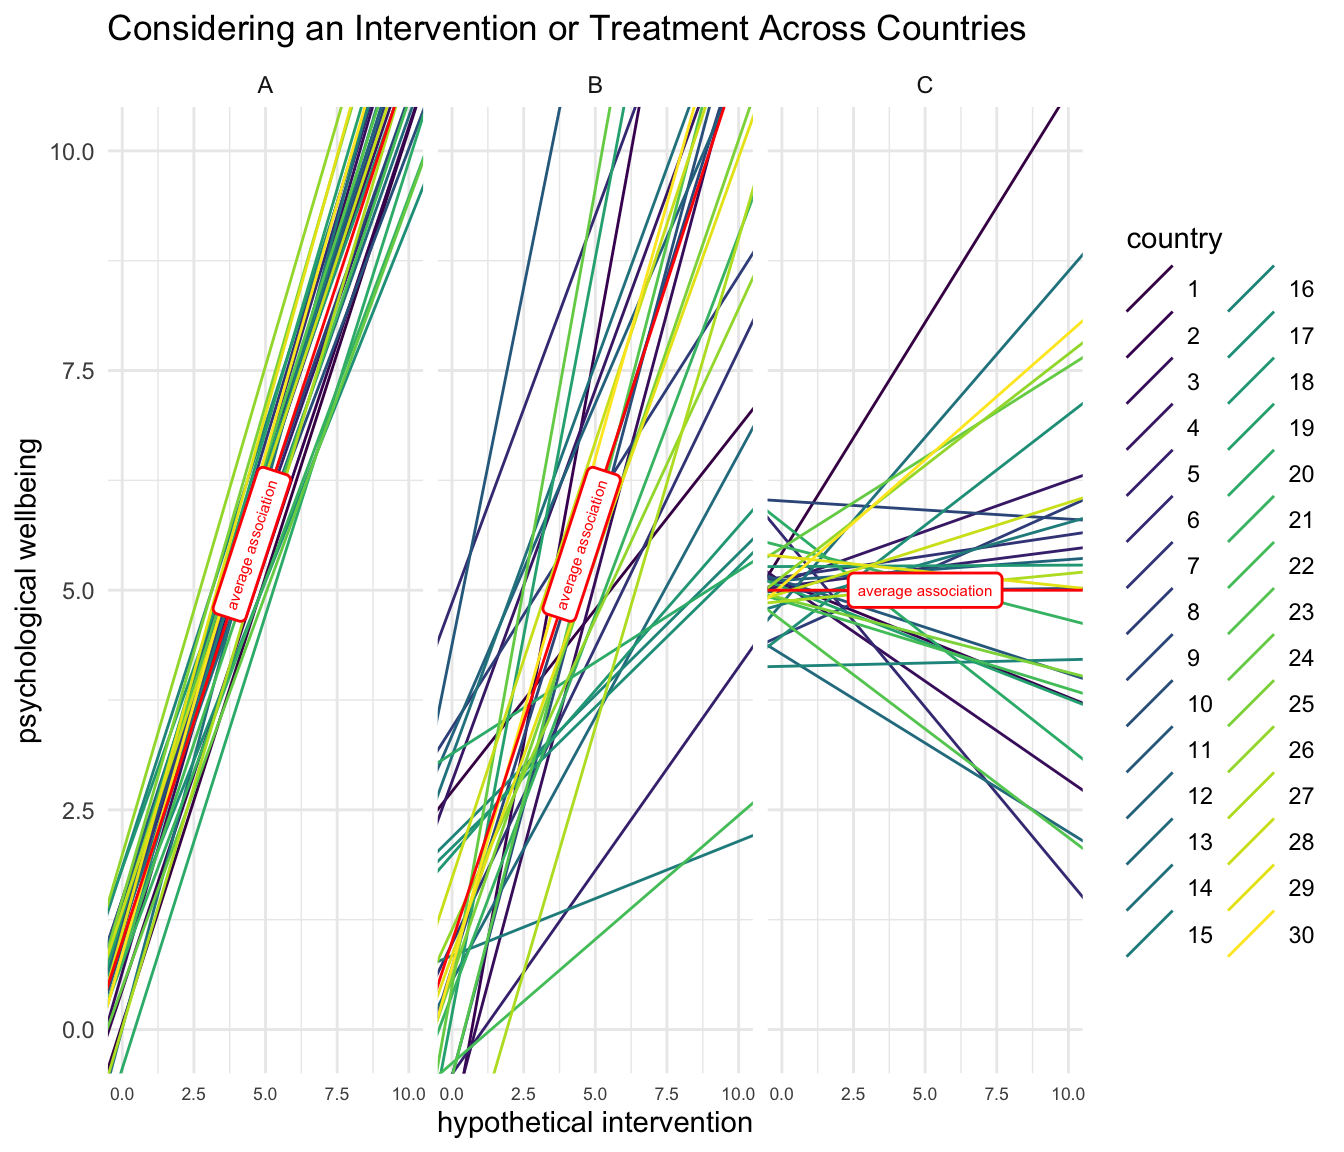 Considering an Intervention or Treatment Across Countries
A B C
10.0
7.5
5.0
2.5
0.0
psychological wellbeing
average association
average association
average association
0.0 2.5 5.0 7.5 10.0
0.0 2.5 5.0 7.5 10.0
0.0 2.5 5.0 7.5 10.0
hypothetical intervention
country
1 16
2 17
3 18
4 19
5 20
6 21
7 22
8 23
9 24
10 25
11 26
12 27
13 28
14 29
15 30